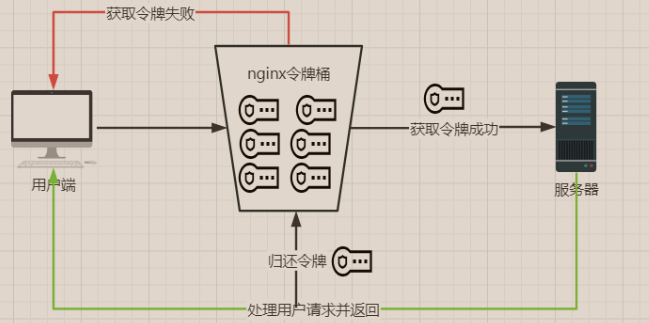 获取令牌失败
nginx令牌桶
获取令牌成功
用户端
服务器
归还令牌
处理用户请求并返回